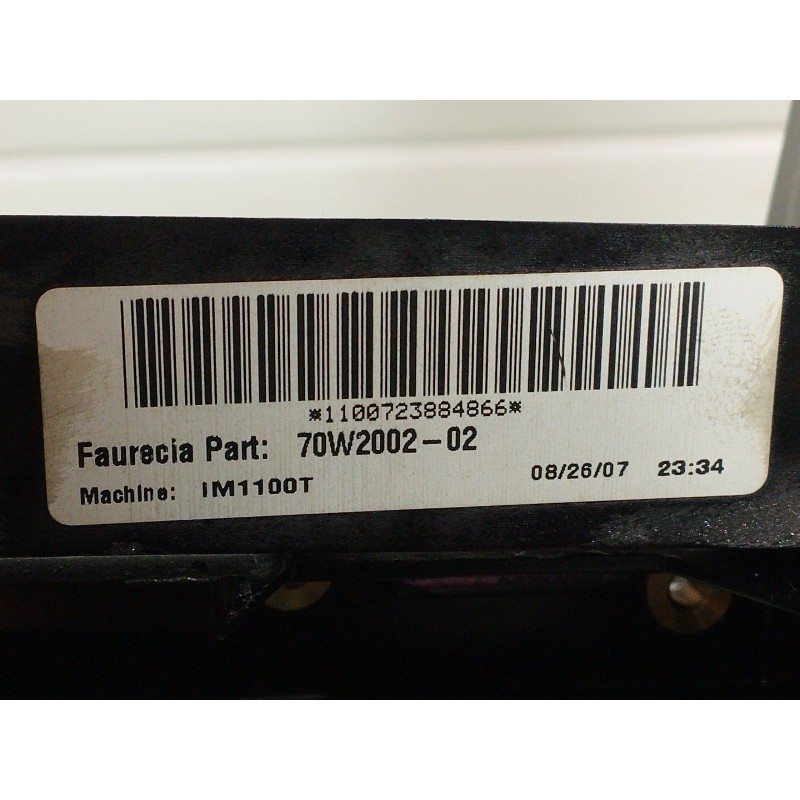 *1100723884866*
Faurecia Part: 70W2002-02
Machine: IM1100T 08/26/07 23:34